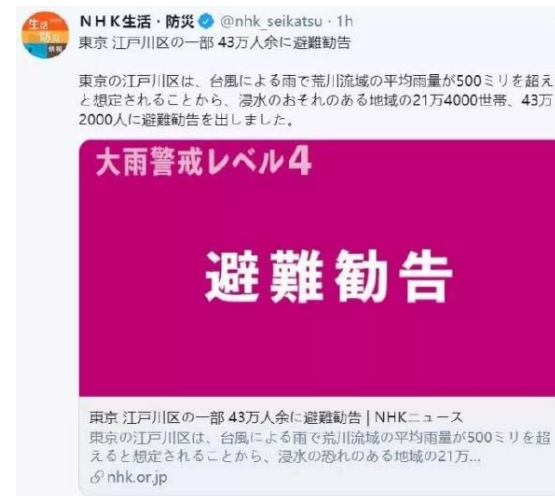 生活
防災
情報
NHK生活・防災 @nhk_seikatsu · 1h
東京 江戸川区の一部 43万人余に避難勧告
東京の江戸川区は、台風による雨で荒川流域の平均雨量が500ミリを超え
と想定されることから、浸水のおそれのある地域の21万4000世帯、43万
2000人に避難勧告を出しました。
大雨警戒レベル4
避難勧告
東京 江戸川区の一部 43万人余に避難勧告 | NHKニュース
東京の江戸川区は、台風による雨で荒川流域の平均雨量が500ミリを超
えると想定されることから、浸水の恐れのある地域の21万...
nhk.or.jp